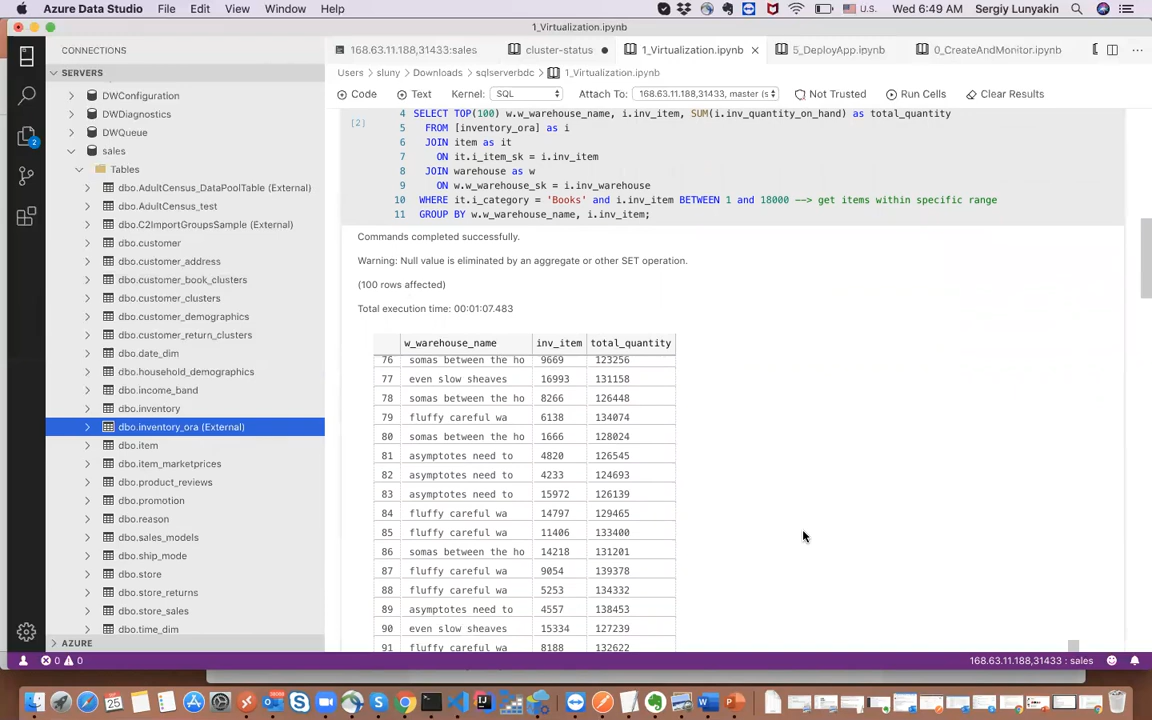 Azure Data Studio File Edit View Window Help U.S. Wed 6:49 AM Sergiy Lunyakin
1_Virtualization.ipynb
CONNECTIONS
168.63.11.188,31433:sales cluster-status 1_Virtualization.ipynb 5_DeployApp.ipynb 0_CreateAndMonitor.ipynb
SERVERS
Users sluny Downloads sqlserverbdc 1_Virtualization.ipynb
Code Text Kernel: SQL Attach To: 168.63.11.188,31433, master (s Not Trusted Run Cells Clear Results
DWConfiguration
DWDiagnostics
DWQueue
sales
Tables
dbo.AdultCensus_DataPoolTable (External)
dbo.AdultCensus_test
dbo.C2ImportGroupsSample (External)
dbo.customer
dbo.customer_address
dbo.customer_book_clusters
dbo.customer_clusters
dbo.customer_demographics
dbo.customer_return_clusters
dbo.date_dim
dbo.household_demographics
dbo.income_band
dbo.inventory
dbo.inventory_ora (External)
dbo.item
dbo.item_marketprices
dbo.product_reviews
dbo.promotion
dbo.reason
dbo.sales_models
dbo.ship_mode
dbo.store
dbo.store_returns
dbo.store_sales
dbo.time_dim
AZURE
2
[2]
4 SELECT TOP(100) w.w_warehouse_name, i.inv_item, SUM(i.inv_quantity_on_hand) as total_quantity
5 FROM [inventory_ora] as i
6 JOIN item as it
7 ON it.i_item_sk = i.inv_item
8 JOIN warehouse as w
9 ON w.w_warehouse_sk = i.inv_warehouse
10 WHERE it.i_category = 'Books' and i.inv_item BETWEEN 1 and 18000 --> get items within specific range
11 GROUP BY w.w_warehouse_name, i.inv_item;
Commands completed successfully.
Warning: Null value is eliminated by an aggregate or other SET operation.
(100 rows affected)
Total execution time: 00:01:07.483
w_warehouse_name inv_item total_quantity
76 somas between the ho 9669 123256
77 even slow sheaves 16993 131158
78 somas between the ho 8266 126448
79 fluffy careful wa 6138 134074
80 somas between the ho 1666 128024
81 asymptotes need to 4820 126545
82 asymptotes need to 4233 124693
83 asymptotes need to 15972 126139
84 fluffy careful wa 14797 129465
85 fluffy careful wa 11406 133400
86 somas between the ho 14218 131201
87 fluffy careful wa 9054 139378
88 fluffy careful wa 5253 134332
89 asymptotes need to 4557 138453
90 even slow sheaves 15334 127239
91 fluffy careful wa 8188 132622
0 0 168.63.11.188,31433 : sales